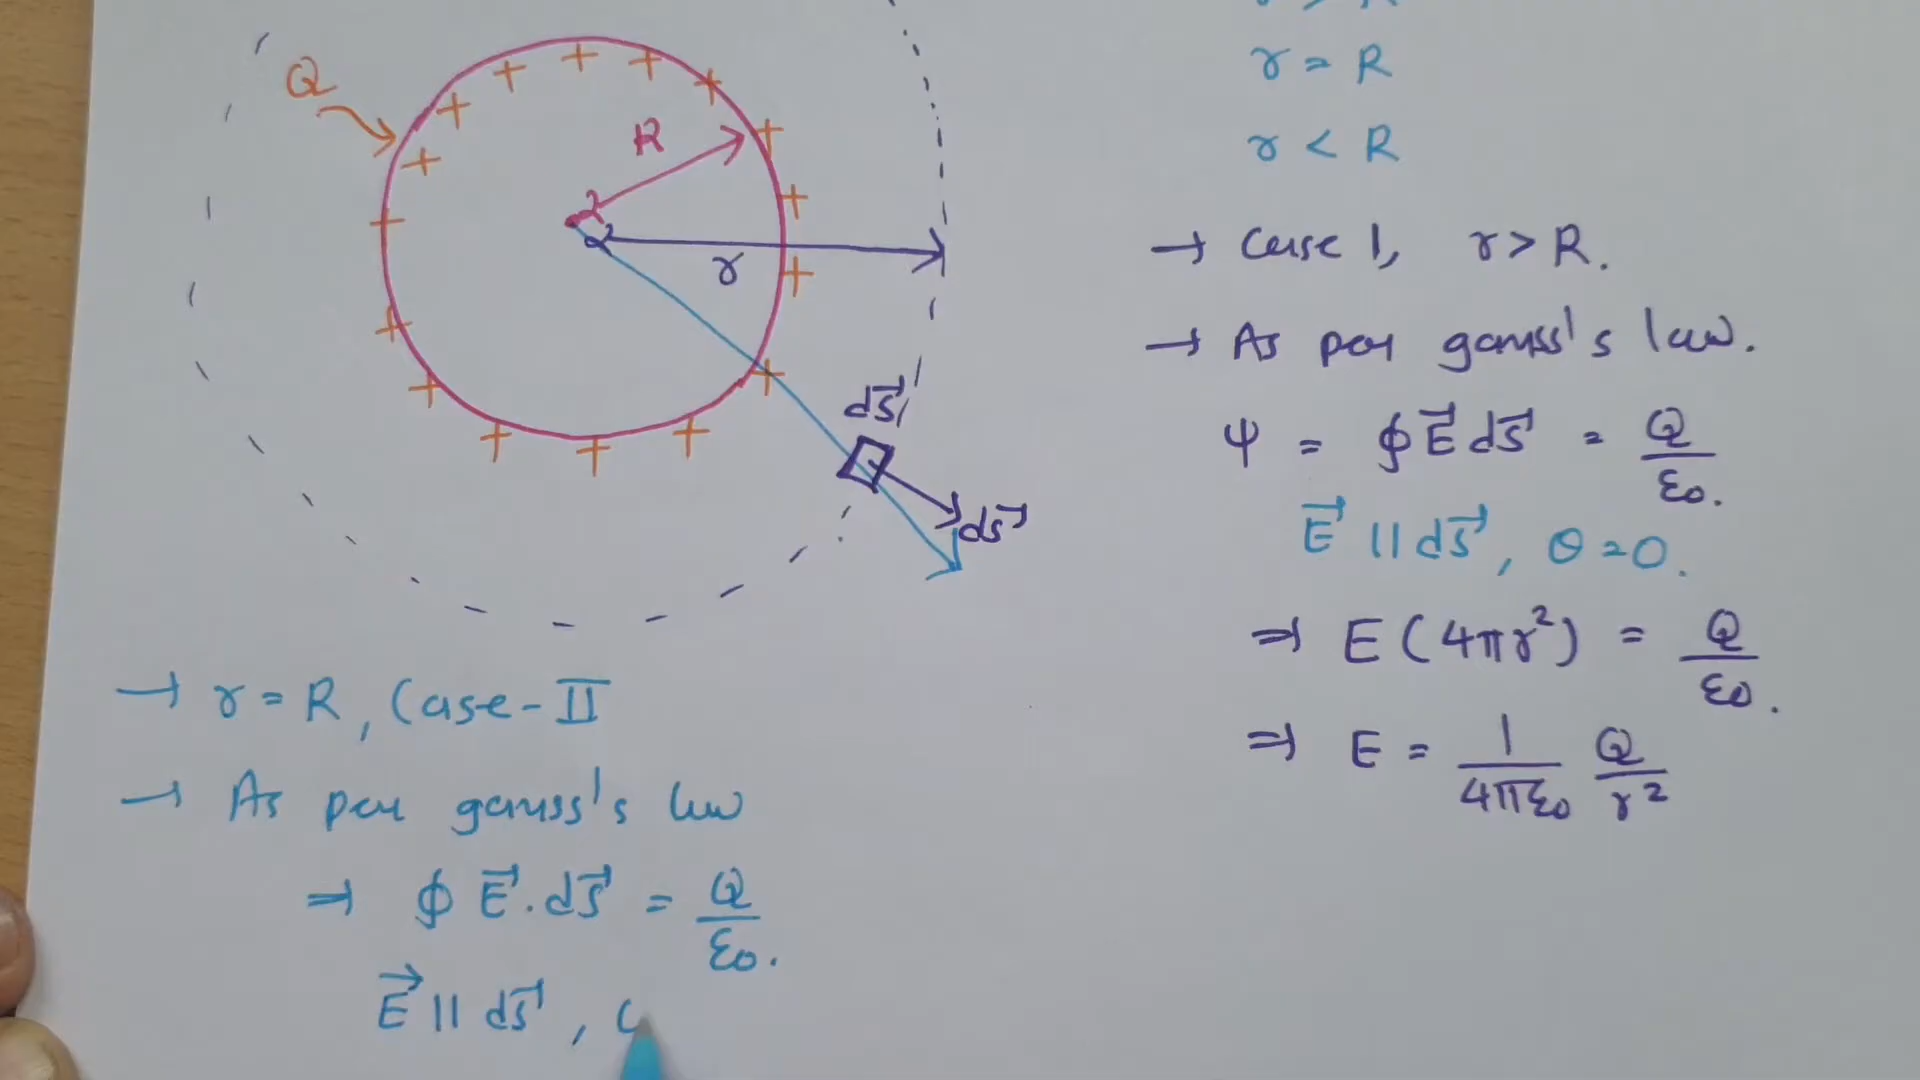 Q
R
r
ds⃗
ds⃗
r = R
r < R
→ Case 1, r > R.
→ As per gauss's law.
ψ = ∮ E⃗ ds⃗ = Q/ε0.
E⃗ || ds⃗, θ = 0.
⇒ E (4πr²) = Q/ε0.
⇒ E = 1/4πε0 Q/r²
→ r = R, Case-II
→ As per gauss's law
⇒ ∮ E⃗ . ds⃗ = Q/ε0.
E⃗ || ds⃗ ,